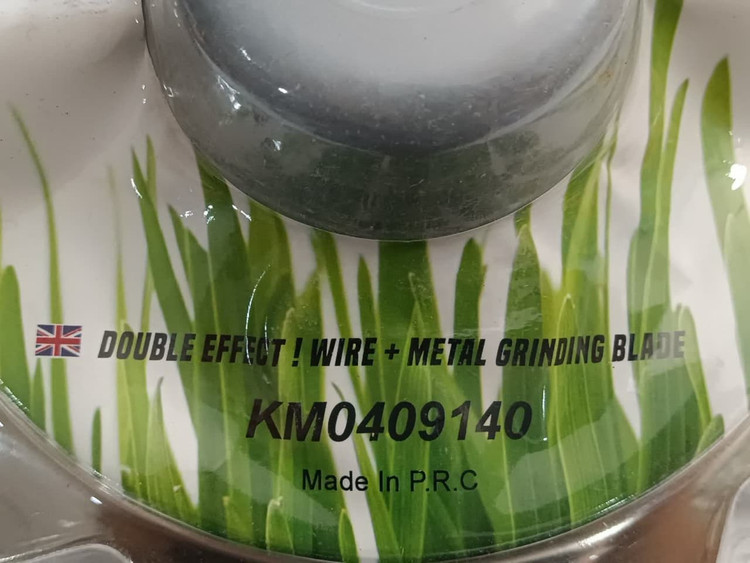 DOUBLE EFFECT ! WIRE + METAL GRINDING BLADE
KM0409140
Made In P.R.C